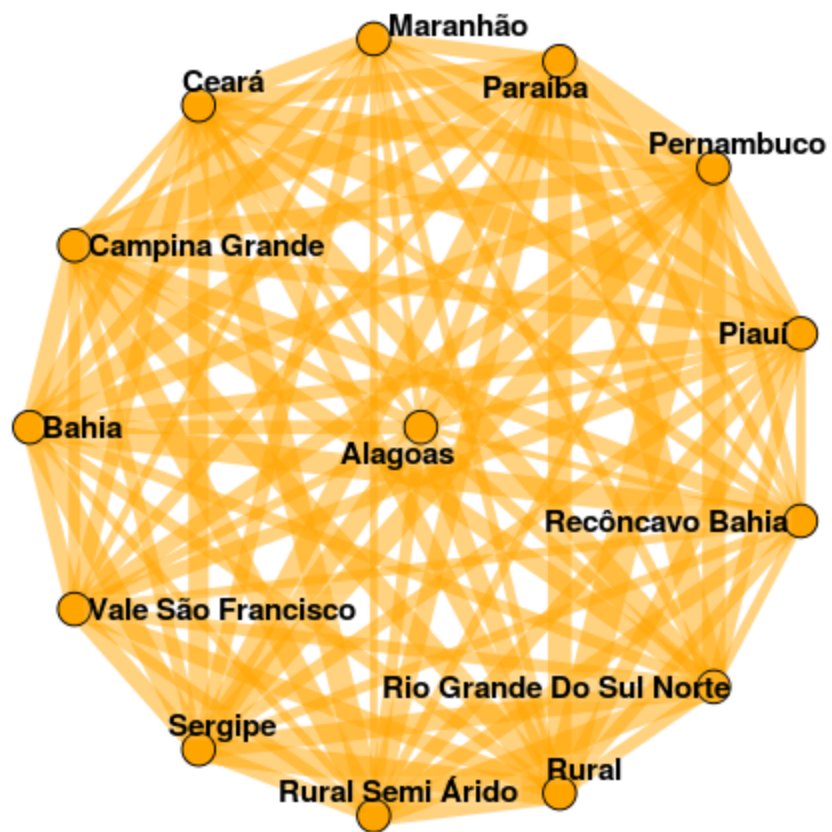 Maranhão
Ceará
Paraíba
Pernambuco
Campina Grande
Piauí
Bahia
Alagoas
Recôncavo Bahia
Vale São Francisco
Rio Grande Do Sul Norte
Sergipe
Rural
Rural Semi Árido